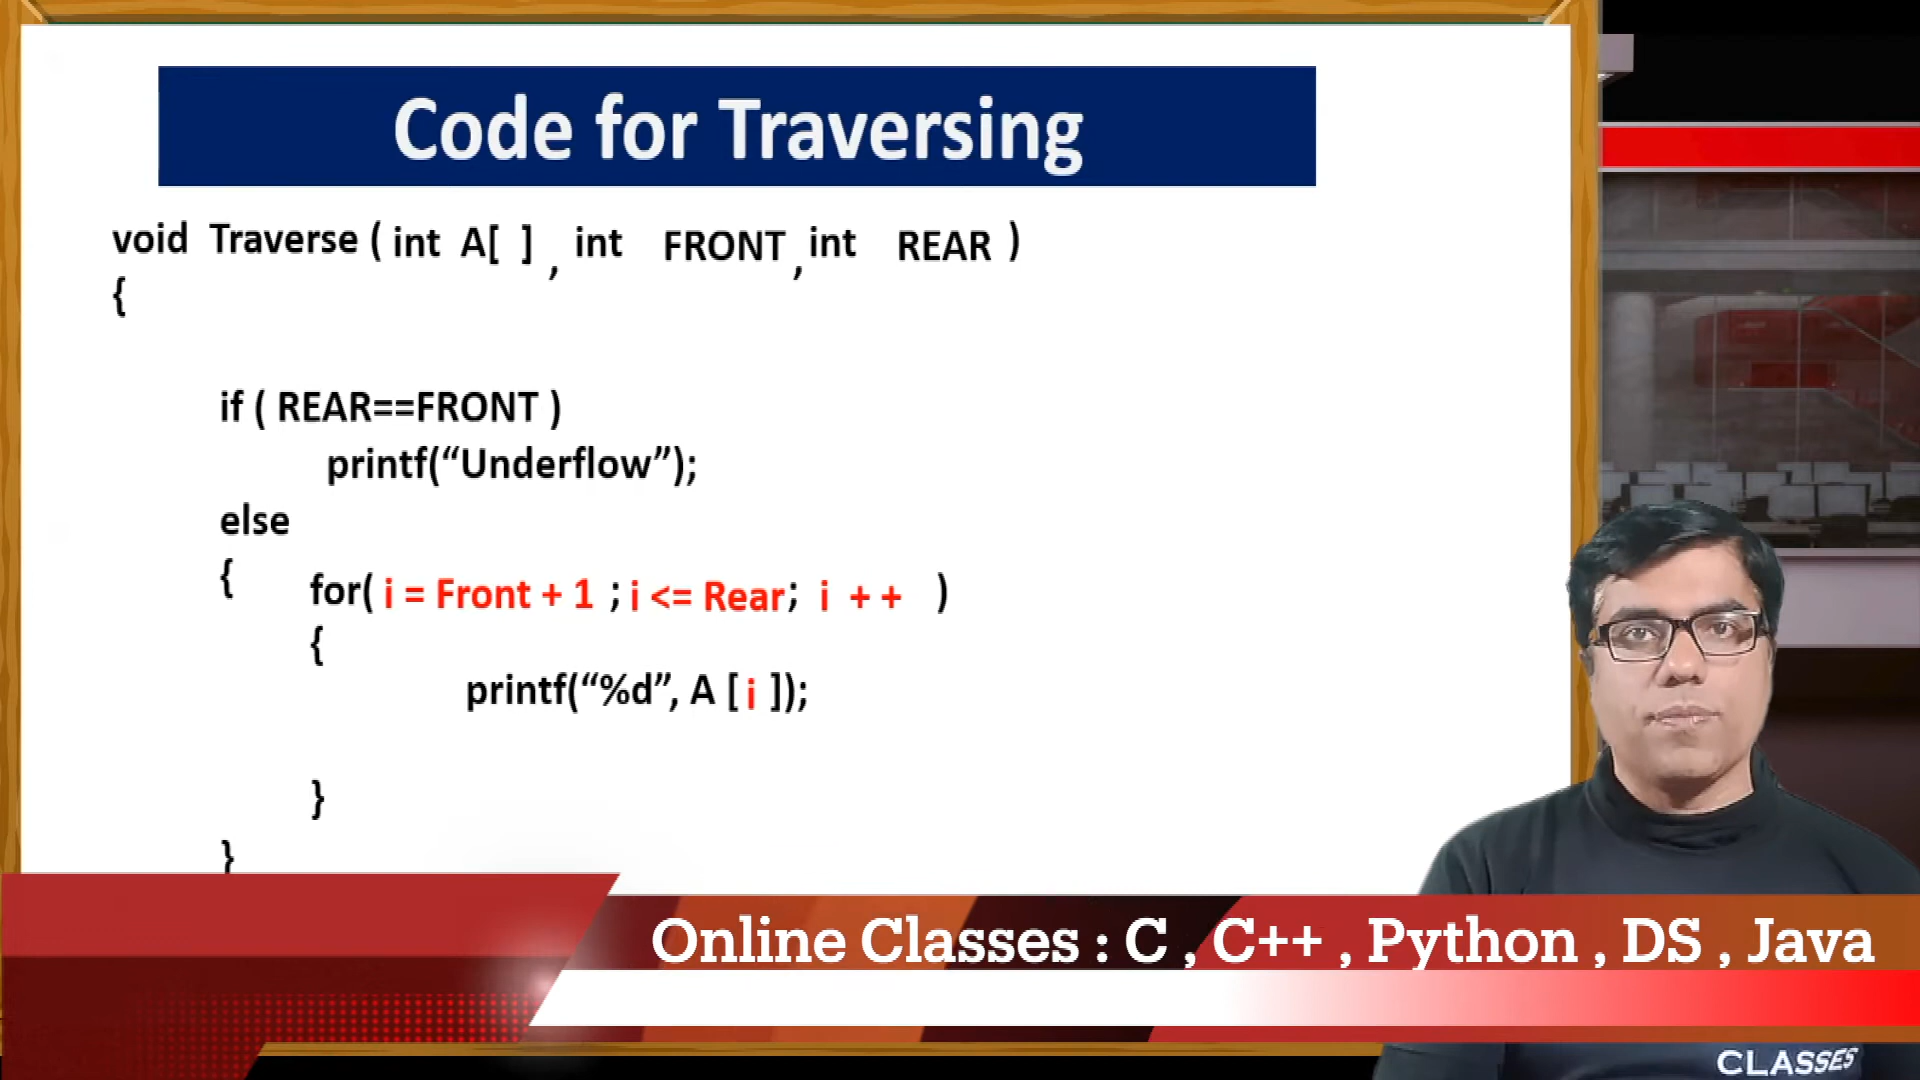 Code for Traversing
void Traverse ( int A[ ] , int FRONT , int REAR )
{
if ( REAR==FRONT )
printf(“Underflow”);
else
{ for( i = Front + 1 ; i <= Rear; i + + )
{
printf(“%d”, A [ i ]);
}
}
Online Classes : C , C++ , Python , DS , Java
CLASSES